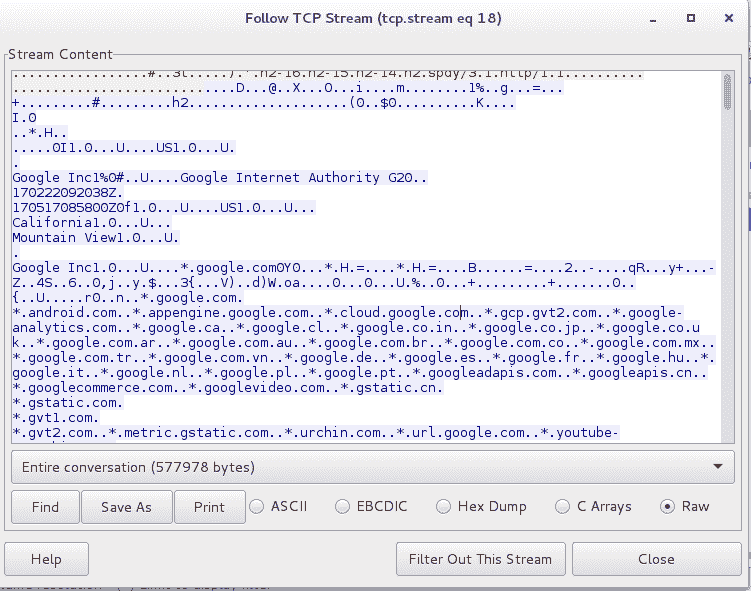 Follow TCP Stream (tcp.stream eq 18)
Stream Content
.................#..3t.....).*.h2-16.h2-15.h2-14.h2.spdy/3.1.http/1.1..........
............................D...@..X...O...i....m........l%..g...=...
+.........#.........h2...................(0..$0..........K....
I.0
..*.H..
.....0I1.0...U....US1.0...U.
.
Google Inc1%0#..U....Google Internet Authority G20..
170222092038Z.
170517085800Z0f1.0...U....US1.0...U...
California1.0...U...
Mountain View1.0...U.
.
Google Inc1.0...U....*.google.com0Y0...*.H.=....*.H.=....B......=....2..-....qR...y+...-
Z..4S..6..0,j..y.$...3{...V)..d)W.oa....0...0...U.%..0...+.........+.......0..
{..U.....r0..n..*.google.com.
*.android.com..*.appengine.google.com..*.cloud.google.com..*.gcp.gvt2.com..*.google-
analytics.com..*.google.ca..*.google.cl..*.google.co.in..*.google.co.jp..*.google.co.u
k..*.google.com.ar..*.google.com.au..*.google.com.br..*.google.com.co..*.google.com.mx..
*.google.com.tr..*.google.com.vn..*.google.de..*.google.es..*.google.fr..*.google.hu..*.
google.it..*.google.nl..*.google.pl..*.google.pt..*.googleadapis.com..*.googleapis.cn..
*.googlecommerce.com..*.googlevideo.com..*.gstatic.cn.
*.gstatic.com.
*.gvt1.com.
*.gvt2.com..*.metric.gstatic.com..*.urchin.com..*.url.google.com..*.youtube-
Entire conversation (577978 bytes)
Find Save As Print ASCII EBCDIC Hex Dump C Arrays Raw
Help Filter Out This Stream Close